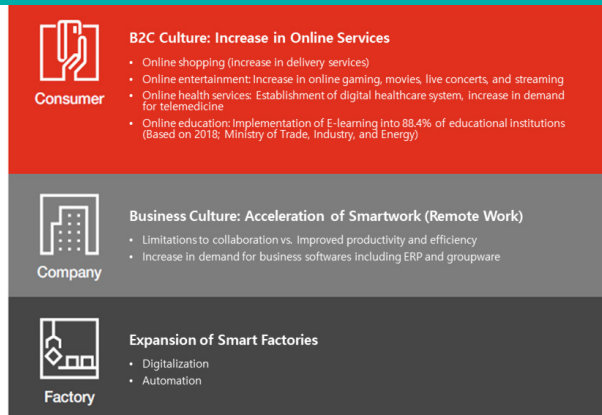 B2C Culture: Increase in Online Services
• Online shopping (increase in delivery services)
• Online entertainment: Increase in online gaming, movies, live concerts, and streaming
• Online health services: Establishment of digital healthcare system, increase in demand
for telemedicine
• Online education: Implementation of E-learning into 88.4% of educational institutions
(Based on 2018; Ministry of Trade, Industry, and Energy)
Consumer
Business Culture: Acceleration of Smartwork (Remote Work)
• Limitations to collaboration vs. Improved productivity and efficiency
• Increase in demand for business softwares including ERP and groupware
Company
Expansion of Smart Factories
• Digitalization
• Automation
Factory